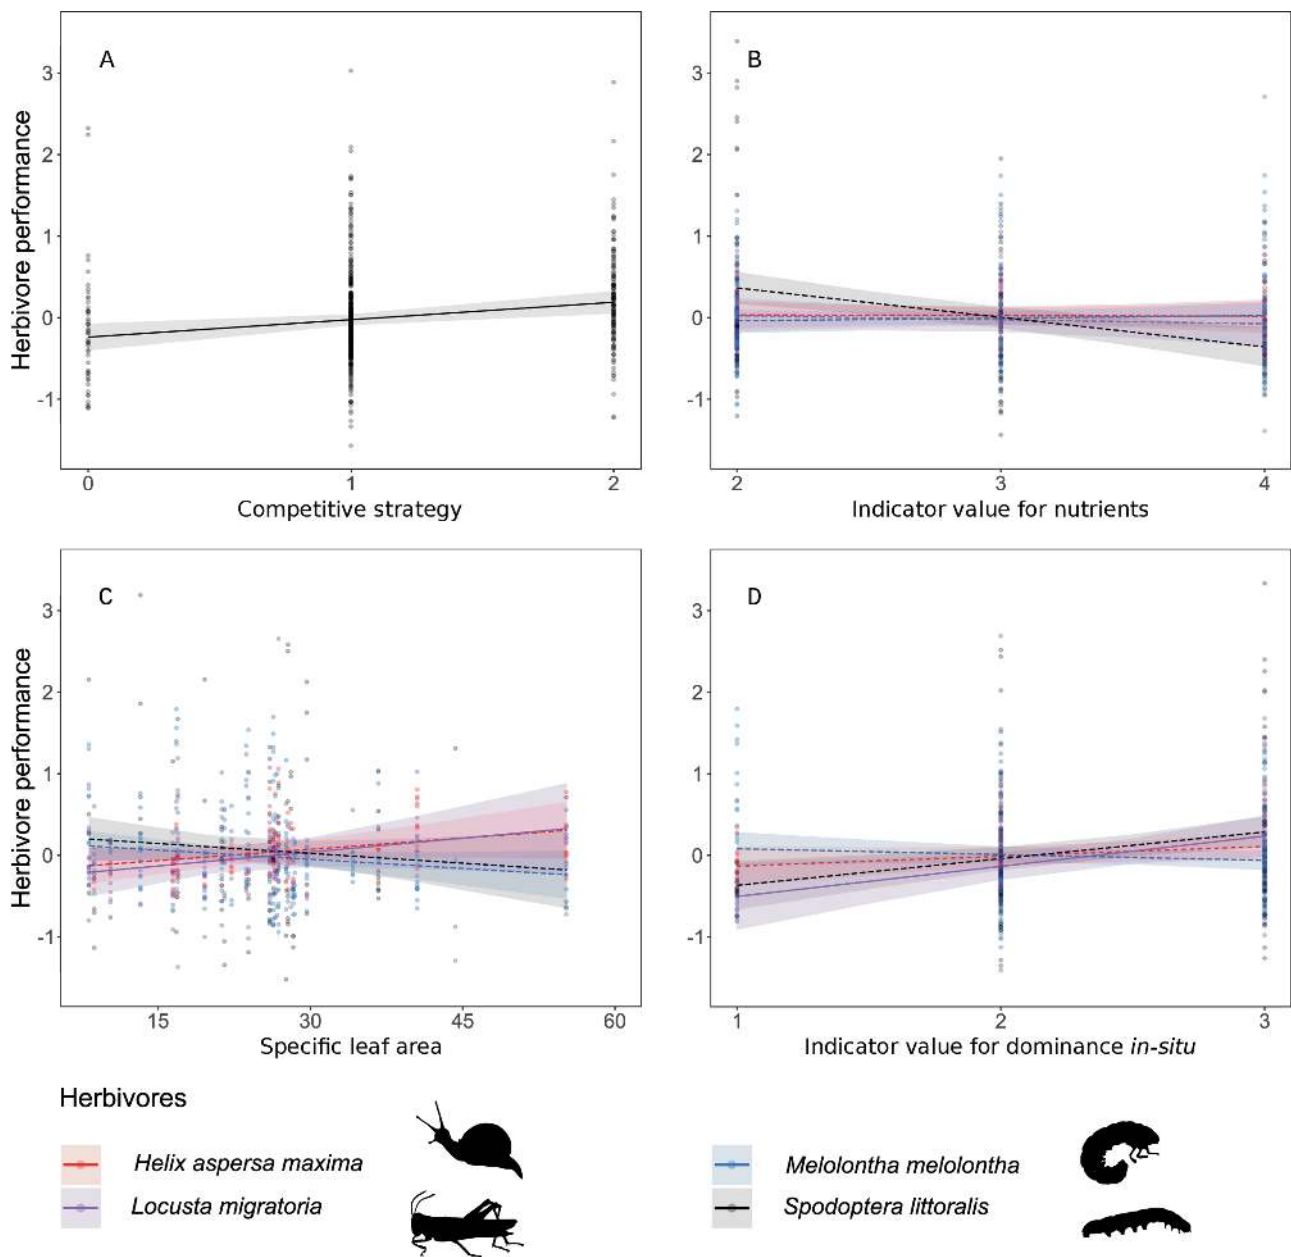 A
3
2
1
0
-1
Herbivore performance
0
1
2
Competitive strategy
B
3
2
1
0
-1
2
3
4
Indicator value for nutrients
C
3
2
1
0
-1
Herbivore performance
15
30
45
60
Specific leaf area
D
3
2
1
0
-1
1
2
3
Indicator value for dominance in-situ
Herbivores
Helix aspersa maxima
Locusta migratoria
Melolontha melolontha
Spodoptera littoralis